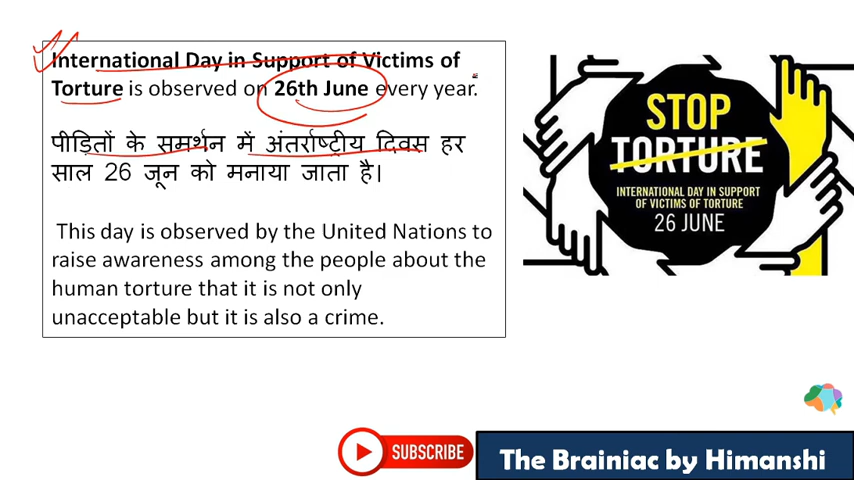 International Day in Support of Victims of
Torture is observed on 26th June every year.
पीड़ितों के समर्थन में अंतर्राष्ट्रीय दिवस हर
साल 26 जून को मनाया जाता है।
This day is observed by the United Nations to
raise awareness among the people about the
human torture that it is not only
unacceptable but it is also a crime.
STOP
TORTURE
INTERNATIONAL DAY IN SUPPORT
OF VICTIMS OF TORTURE
26 JUNE
SUBSCRIBE
The Brainiac by Himanshi